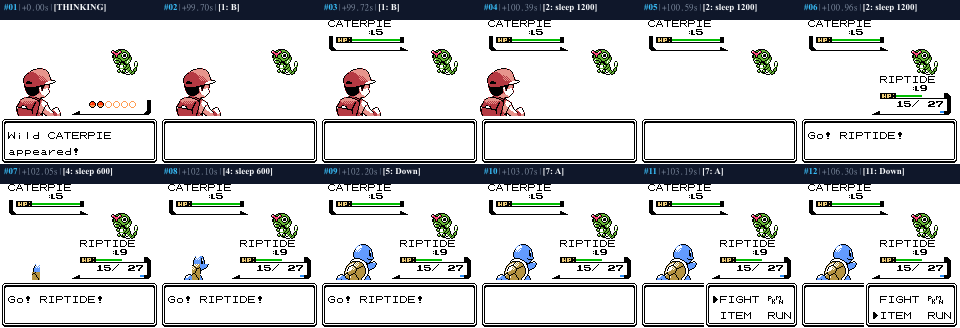 #01 | +0.00s | [THINKING]
Wild CATERPIE
appeared!
#02 | +99.70s | [1: B]
#03 | +99.72s | [1: B]
CATERPIE
:L5
HP:
#04 | +100.39s | [2: sleep 1200]
CATERPIE
:L5
HP:
#05 | +100.59s | [2: sleep 1200]
CATERPIE
:L5
HP:
#06 | +100.96s | [2: sleep 1200]
CATERPIE
:L5
HP:
RIPTIDE
:L9
HP:
15/ 27
Go! RIPTIDE!
#07 | +102.05s | [4: sleep 600]
CATERPIE
:L5
HP:
RIPTIDE
:L9
HP:
15/ 27
Go! RIPTIDE!
#08 | +102.10s | [4: sleep 600]
CATERPIE
:L5
HP:
RIPTIDE
:L9
HP:
15/ 27
Go! RIPTIDE!
#09 | +102.20s | [5: Down]
CATERPIE
:L5
HP:
RIPTIDE
:L9
HP:
15/ 27
Go! RIPTIDE!
#10 | +103.07s | [7: A]
CATERPIE
:L5
HP:
RIPTIDE
:L9
HP:
15/ 27
#11 | +103.19s | [7: A]
CATERPIE
:L5
HP:
RIPTIDE
:L9
HP:
15/ 27
▶FIGHT PKMN
ITEM RUN
#12 | +106.30s | [11: Down]
CATERPIE
:L5
HP:
RIPTIDE
:L9
HP:
15/ 27
FIGHT PKMN
▶ITEM RUN